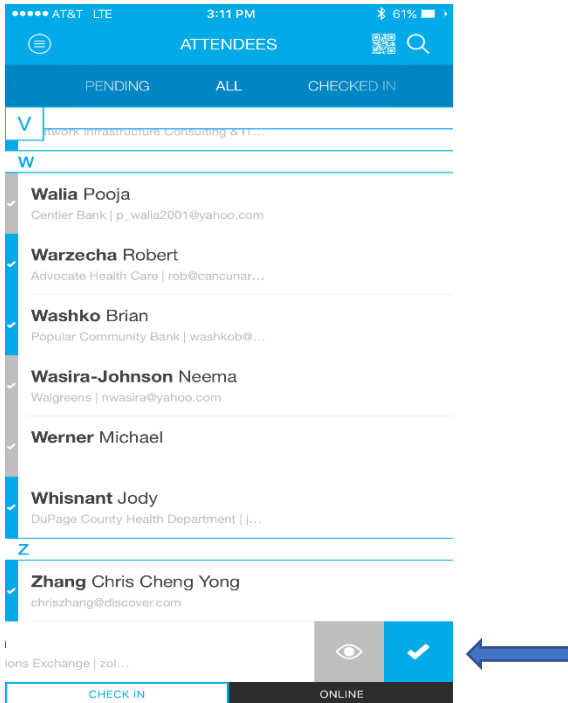 AT&T LTE 3:11 PM 61%
ATTENDEES
PENDING ALL CHECKED IN
V
Network Infrastructure Consulting & IT...
W
Walia Pooja
Centier Bank | p_walia2001@yahoo.com
Warzecha Robert
Advocate Health Care | rob@cancunar...
Washko Brian
Popular Community Bank | washkob@...
Wasira-Johnson Neema
Walgreens | nwasira@yahoo.com
Werner Michael
Whisnant Jody
DuPage County Health Department | j...
Z
Zhang Chris Cheng Yong
chriszhang@discover.com
ions Exchange | zol...
CHECK IN ONLINE